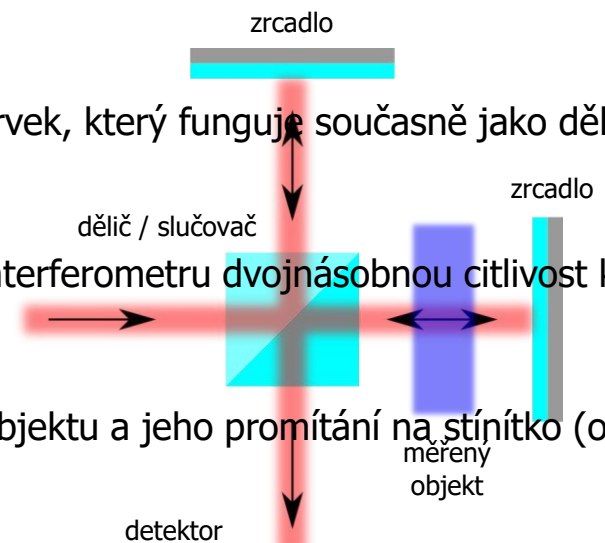 zrcadlo
rvek, který funguje současně jako děl
zrcadlo
dělič / slučovač
nterferometru dvojnásobnou citlivost k
bjektu a jeho promítání na stínítko (o
měřený
objekt
detektor